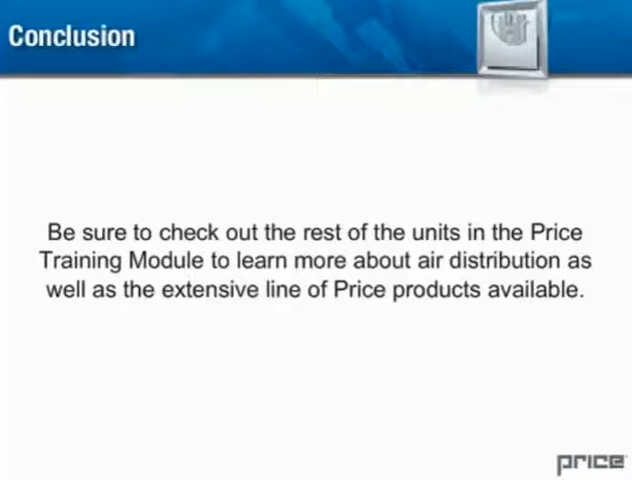 Conclusion
Be sure to check out the rest of the units in the Price
Training Module to learn more about air distribution as
well as the extensive line of Price products available.
price